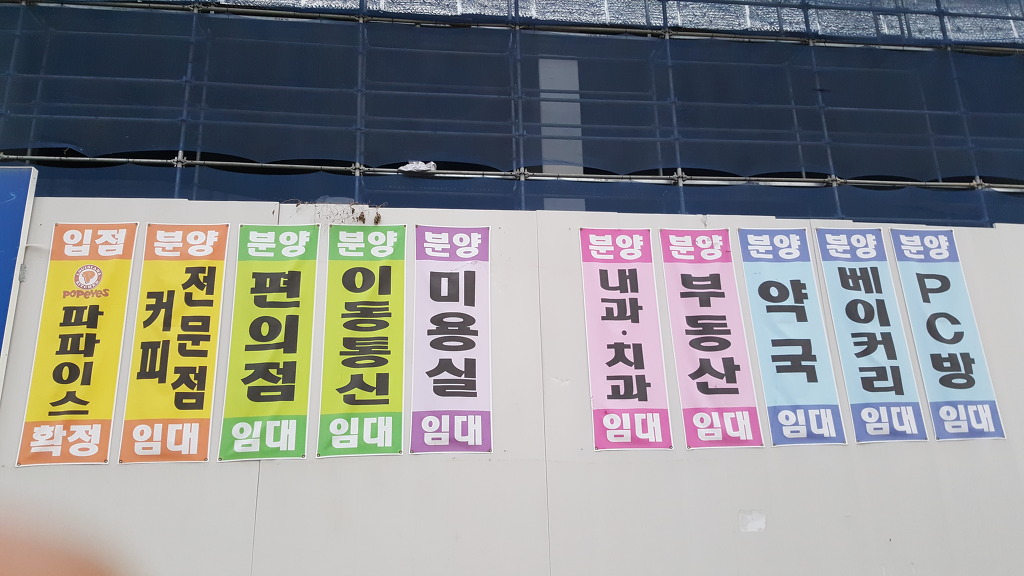 입점
POPEYES
파파이스
확정
분양
커피
전문점
임대
분양
편의점
임대
분양
이동통신
임대
분양
미용실
임대
분양
내과·치과
임대
분양
부동산
임대
분양
약국
임대
분양
베이커리
임대
분양
PC방
임대